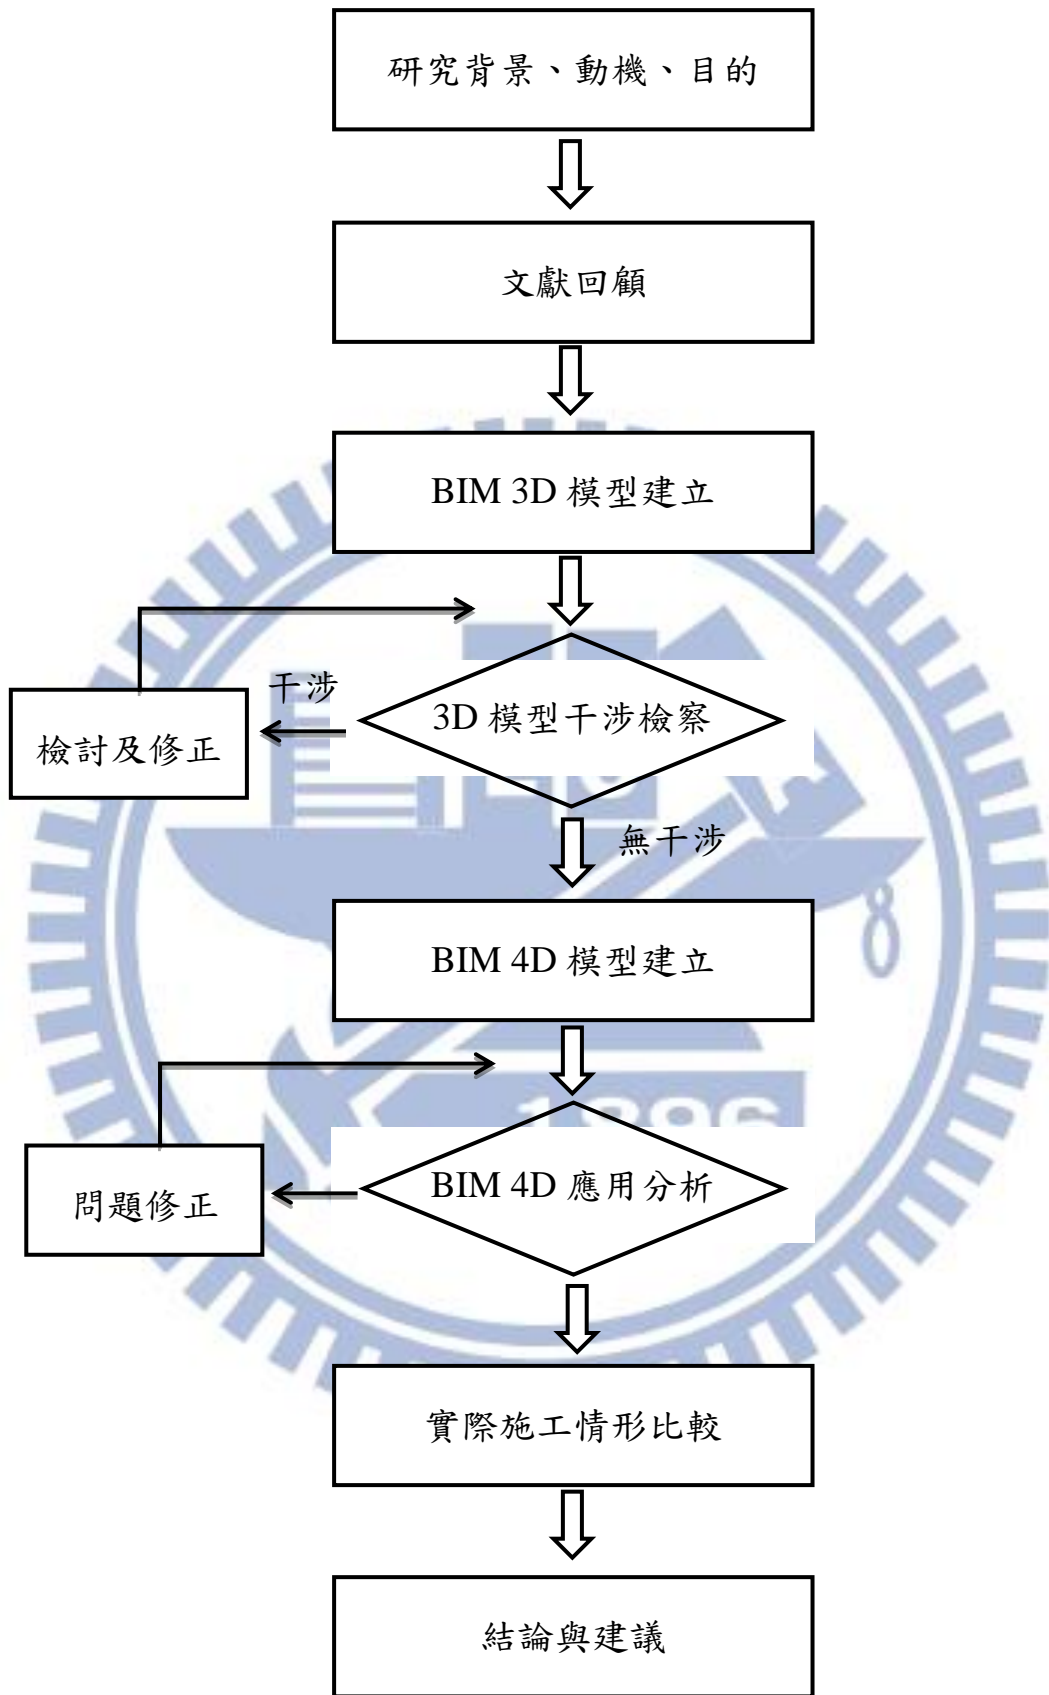 研究背景、動機、目的
文獻回顧
BIM 3D 模型建立
干涉
3D 模型干涉檢察
檢討及修正
無干涉
BIM 4D 模型建立
1896
BIM 4D 應用分析
問題修正
實際施工情形比較
結論與建議